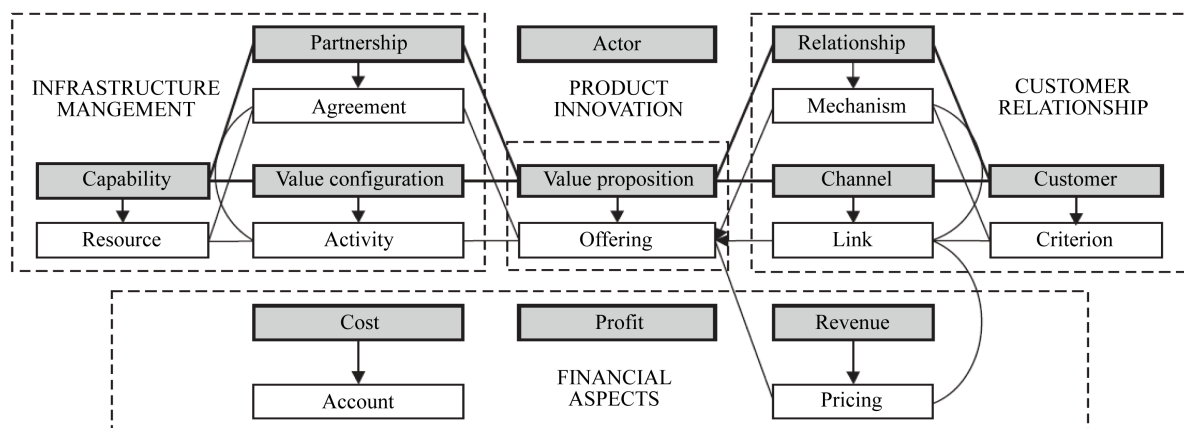 Partnership
Actor
Relationship
INFRASTRUCTURE
MANGEMENT
PRODUCT
INNOVATION
CUSTOMER
RELATIONSHIP
Agreement
Mechanism
Capability
Value configuration
Value proposition
Channel
Customer
Resource
Activity
Offering
Link
Criterion
Cost
Profit
Revenue
FINANCIAL
ASPECTS
Account
Pricing